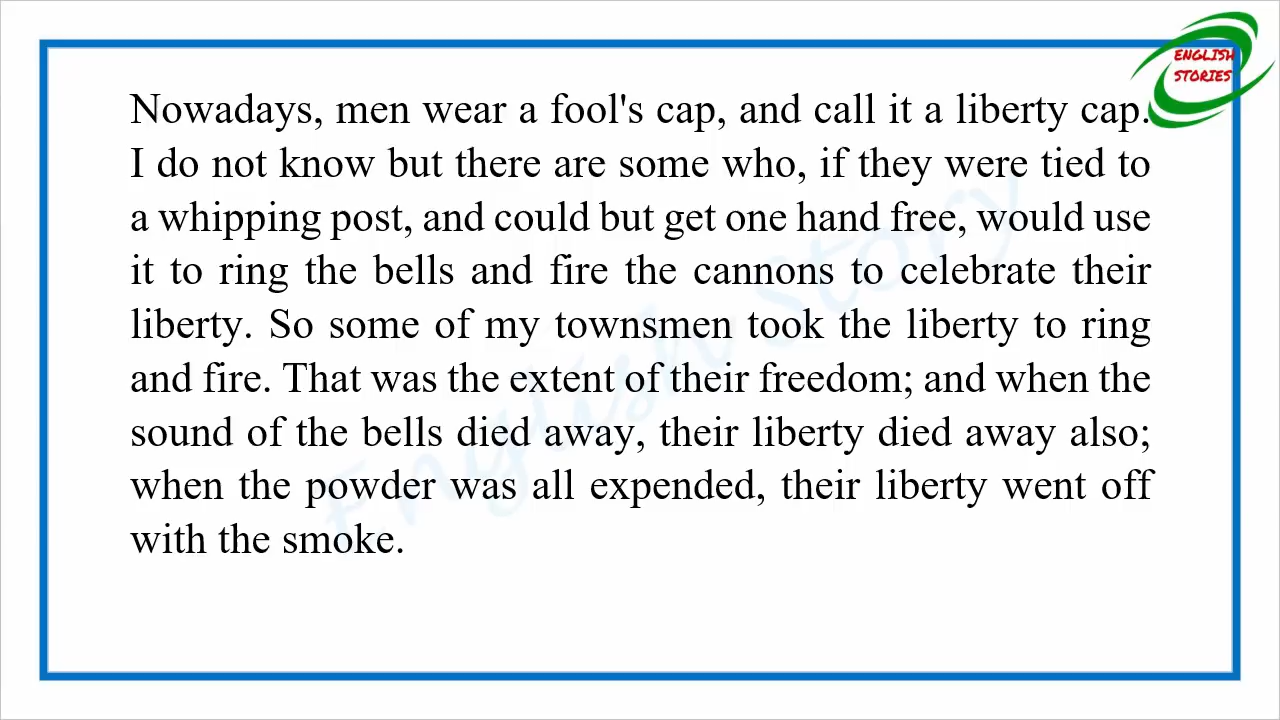 ENGLISH
STORIES
Nowadays, men wear a fool's cap, and call it a liberty cap.
I do not know but there are some who, if they were tied to
a whipping post, and could but get one hand free, would use
it to ring the bells and fire the cannons to celebrate their
liberty. So some of my townsmen took the liberty to ring
and fire. That was the extent of their freedom; and when the
sound of the bells died away, their liberty died away also;
when the powder was all expended, their liberty went off
with the smoke.
English Story